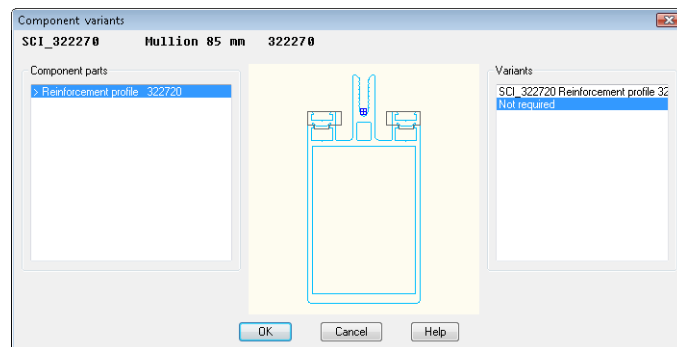 Component variants
SCI_322270 Mullion 85 mm 322270
Component parts
> Reinforcement profile 322720
Variants
SCI_322720 Reinforcement profile 32
Not required
OK
Cancel
Help